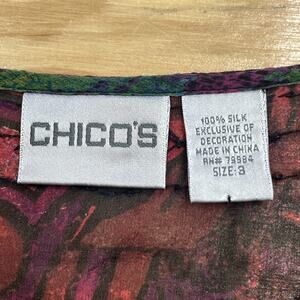 CHICO'S
100% SILK
EXCLUSIVE OF
DECORATION
MADE IN CHINA
RN# 79984
SIZE: 3